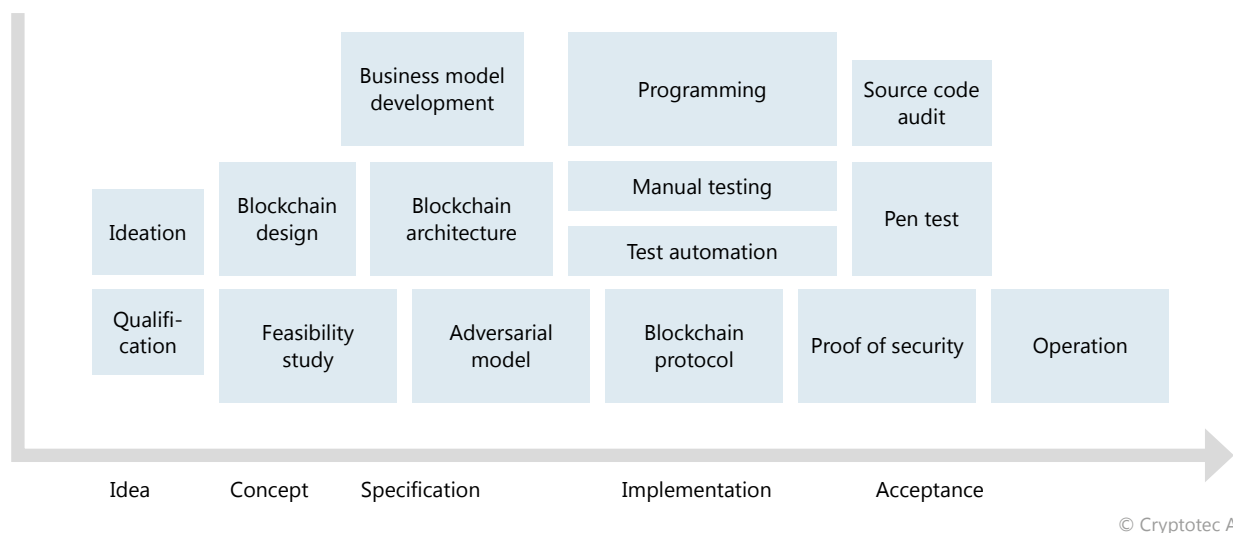 Business model
development
Programming
Source code
audit
Ideation
Blockchain
design
Blockchain
architecture
Manual testing
Test automation
Pen test
Qualifi-
cation
Feasibility
study
Adversarial
model
Blockchain
protocol
Proof of security
Operation
Idea
Concept
Specification
Implementation
Acceptance
© Cryptotec A